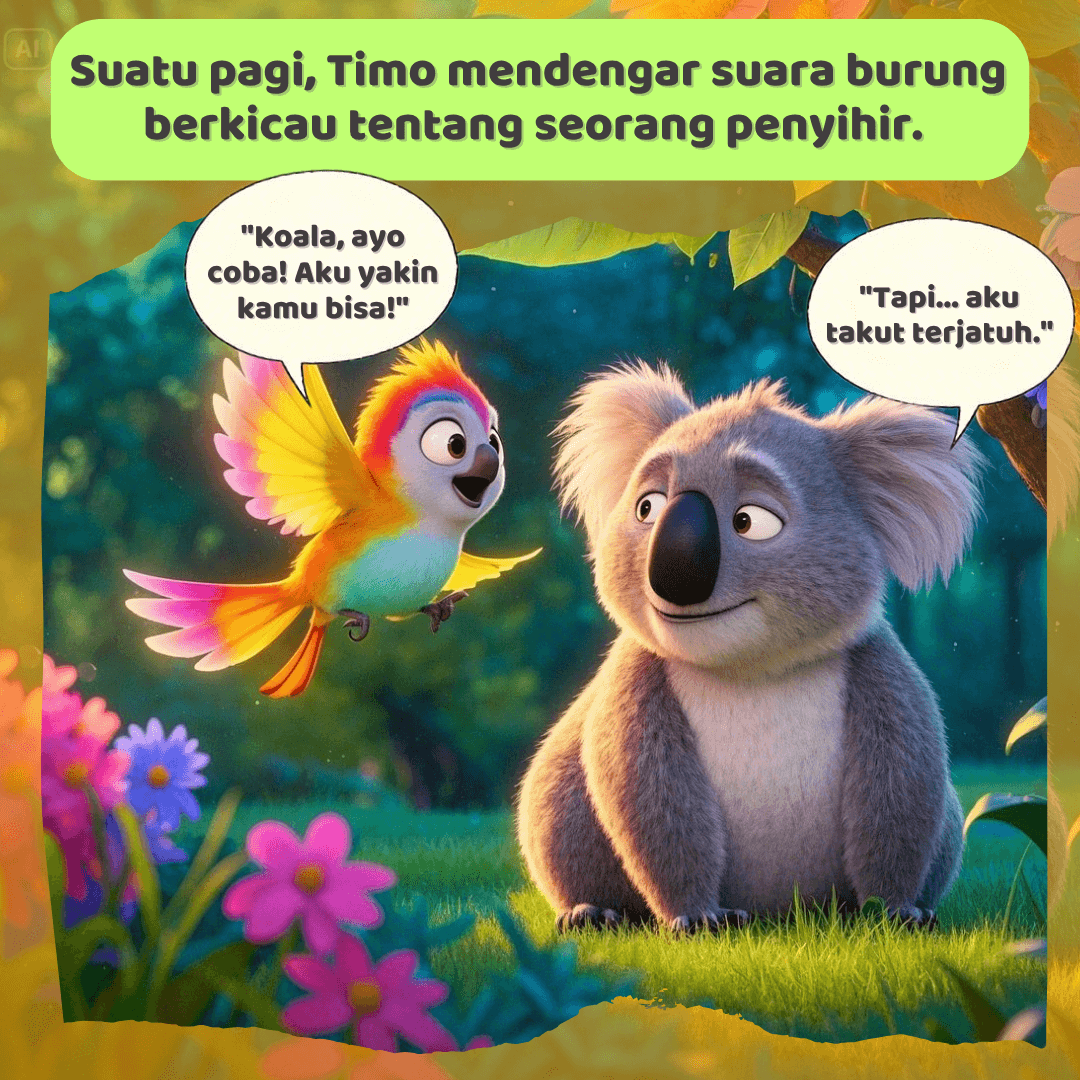 AI
Suatu pagi, Timo mendengar suara burung
berkicau tentang seorang penyihir.
"Koala, ayo
coba! Aku yakin
kamu bisa!"
"Tapi... aku
takut terjatuh."